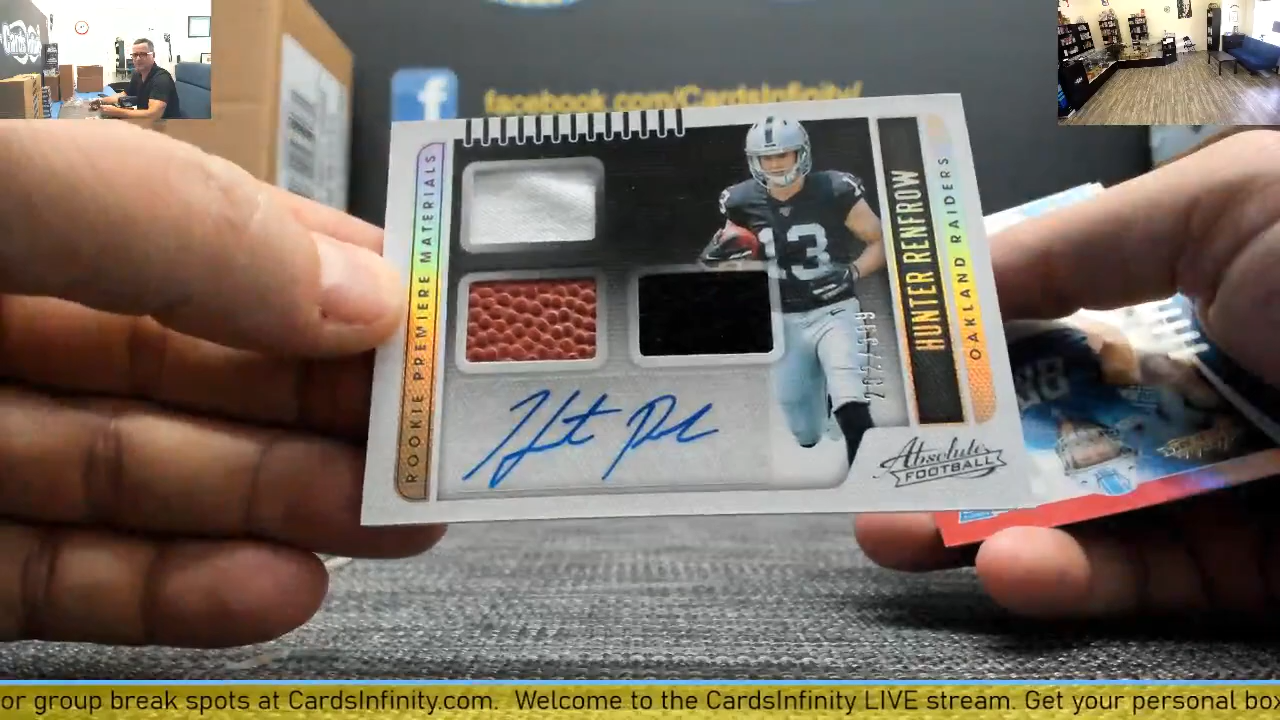 facebook.com/CardsInfinity/
ROOKIE PREMIERE MATERIALS
13
HUNTER RENFROW
OAKLAND RAIDERS
Absolute
FOOTBALL
or group break spots at CardsInfinity.com. Welcome to the CardsInfinity LIVE stream. Get your personal box